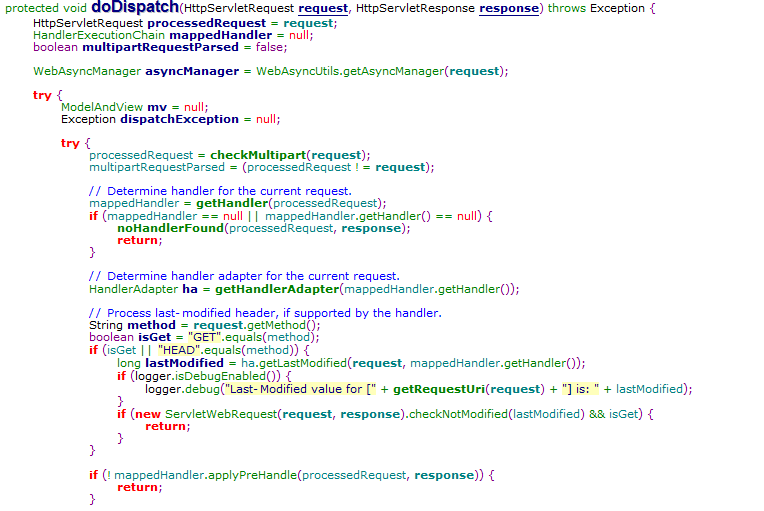 protected void doDispatch(HttpServletRequest request, HttpServletResponse response) throws Exception {
HttpServletRequest processedRequest = request;
HandlerExecutionChain mappedHandler = null;
boolean multipartRequestParsed = false;
WebAsyncManager asyncManager = WebAsyncUtils.getAsyncManager(request);
try {
ModelAndView mv = null;
Exception dispatchException = null;
try {
processedRequest = checkMultipart(request);
multipartRequestParsed = (processedRequest != request);
// Determine handler for the current request.
mappedHandler = getHandler(processedRequest);
if (mappedHandler == null || mappedHandler.getHandler() == null) {
noHandlerFound(processedRequest, response);
return;
}
// Determine handler adapter for the current request.
HandlerAdapter ha = getHandlerAdapter(mappedHandler.getHandler());
// Process last-modified header, if supported by the handler.
String method = request.getMethod();
boolean isGet = "GET".equals(method);
if (isGet || "HEAD".equals(method)) {
long lastModified = ha.getLastModified(request, mappedHandler.getHandler());
if (logger.isDebugEnabled()) {
logger.debug("Last-Modified value for [" + getRequestUri(request) + "] is: " + lastModified);
}
if (new ServletWebRequest(request, response).checkNotModified(lastModified) && isGet) {
return;
}
}
if (!mappedHandler.applyPreHandle(processedRequest, response)) {
return;
}